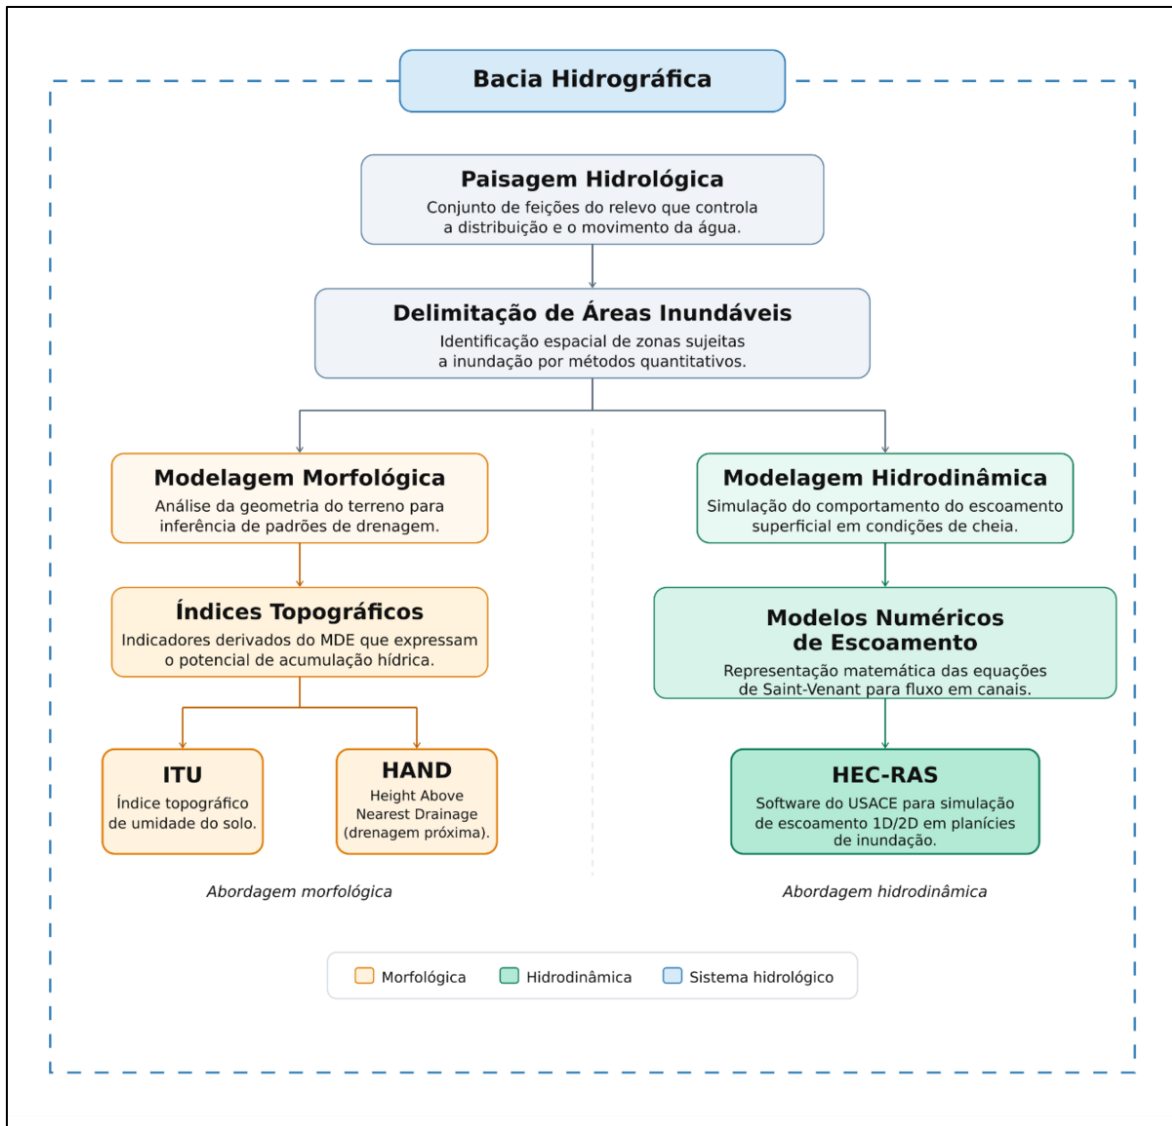 Bacia Hidrográfica
Paisagem Hidrológica
Conjunto de feições do relevo que controla
a distribuição e o movimento da água.
Delimitação de Áreas Inundáveis
Identificação espacial de zonas sujeitas
a inundação por métodos quantitativos.
Modelagem Morfológica
Análise da geometria do terreno para
inferência de padrões de drenagem.
Modelagem Hidrodinâmica
Simulação do comportamento do escoamento
superficial em condições de cheia.
Índices Topográficos
Indicadores derivados do MDE que expressam
o potencial de acumulação hídrica.
Modelos Numéricos
de Escoamento
Representação matemática das equações
de Saint-Venant para fluxo em canais.
ITU
Índice topográfico
de umidade do solo.
HAND
Height Above
Nearest Drainage
(drenagem próxima).
HEC-RAS
Software do USACE para simulação
de escoamento 1D/2D em planícies
de inundação.
Abordagem morfológica
Abordagem hidrodinâmica
Morfológica
Hidrodinâmica
Sistema hidrológico